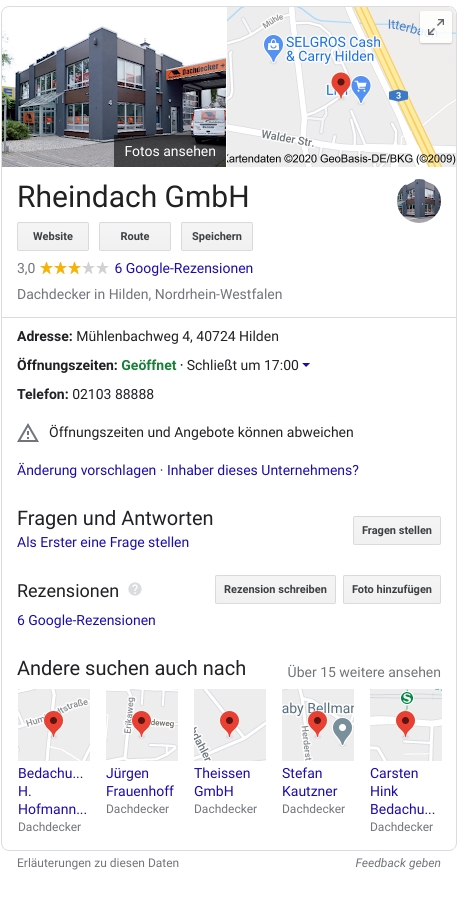 Dachdecker
4
Fotos ansehen
Mühle
Itterba
SELGROS Cash
& Carry Hilden
3
Walder Str.
Kartendaten ©2020 GeoBasis-DE/BKG (©2009)
Rheindach GmbH
Website Route Speichern
3,0 6 Google-Rezensionen
Dachdecker in Hilden, Nordrhein-Westfalen
Adresse: Mühlenbachweg 4, 40724 Hilden
Öffnungszeiten: Geöffnet · Schließt um 17:00
Telefon: 02103 88888
Öffnungszeiten und Angebote können abweichen
Änderung vorschlagen · Inhaber dieses Unternehmens?
Fragen und Antworten
Fragen stellen
Als Erster eine Frage stellen
Rezensionen ? Rezension schreiben Foto hinzufügen
6 Google-Rezensionen
Andere suchen auch nach Über 15 weitere ansehen
Erikaweg
deweg
aby Bellmar
Herderst
S
Bedachu...
H.
Hofmann...
Dachdecker
Jürgen
Frauenhoff
Dachdecker
Theissen
GmbH
Dachdecker
Stefan
Kautzner
Dachdecker
Carsten
Hink
Bedachu...
Dachdecker
Erläuterungen zu diesen Daten Feedback geben